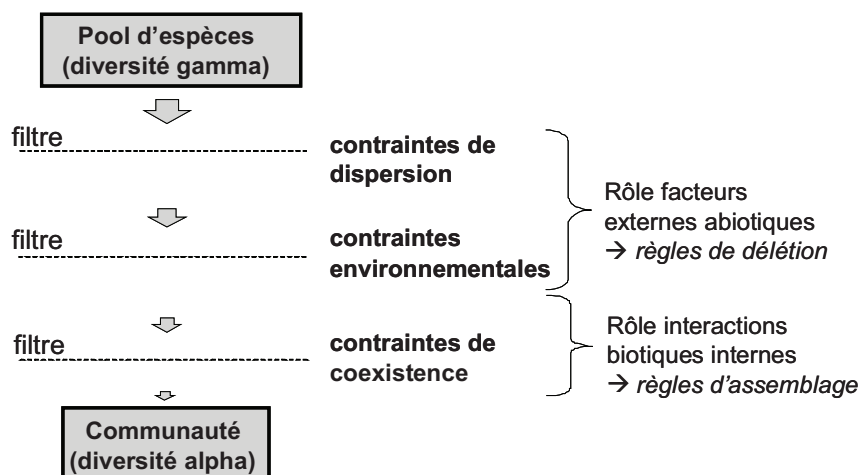 Pool d'espèces
(diversité gamma)
filtre
contraintes de
dispersion
Rôle facteurs
externes abiotiques
→ règles de délétion
filtre
contraintes
environnementales
filtre
contraintes de
coexistence
Rôle interactions
biotiques internes
→ règles d'assemblage
Communauté
(diversité alpha)